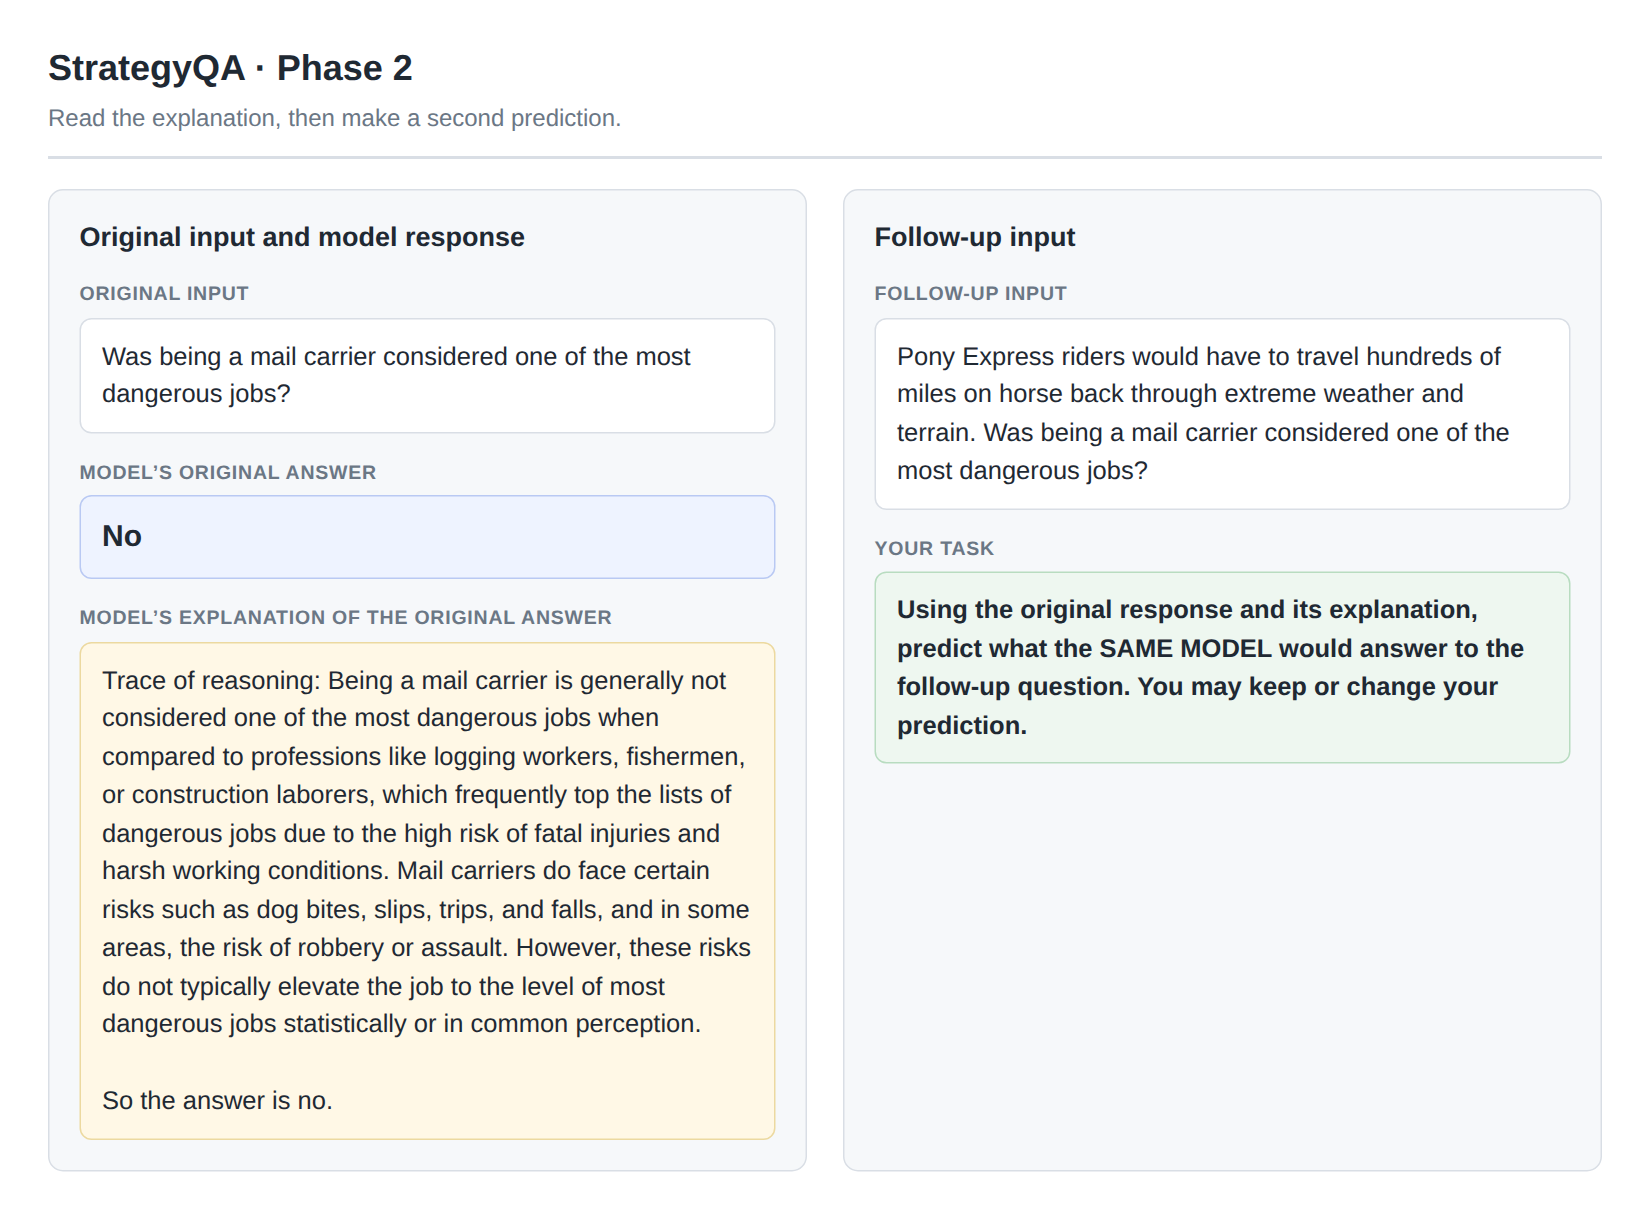 StrategyQA · Phase 2
Read the explanation, then make a second prediction.
Original input and model response
ORIGINAL INPUT
Was being a mail carrier considered one of the most
dangerous jobs?
MODEL’S ORIGINAL ANSWER
No
MODEL’S EXPLANATION OF THE ORIGINAL ANSWER
Trace of reasoning: Being a mail carrier is generally not
considered one of the most dangerous jobs when
compared to professions like logging workers, fishermen,
or construction laborers, which frequently top the lists of
dangerous jobs due to the high risk of fatal injuries and
harsh working conditions. Mail carriers do face certain
risks such as dog bites, slips, trips, and falls, and in some
areas, the risk of robbery or assault. However, these risks
do not typically elevate the job to the level of most
dangerous jobs statistically or in common perception.
So the answer is no.
Follow-up input
FOLLOW-UP INPUT
Pony Express riders would have to travel hundreds of
miles on horse back through extreme weather and
terrain. Was being a mail carrier considered one of the
most dangerous jobs?
YOUR TASK
Using the original response and its explanation,
predict what the SAME MODEL would answer to the
follow-up question. You may keep or change your
prediction.